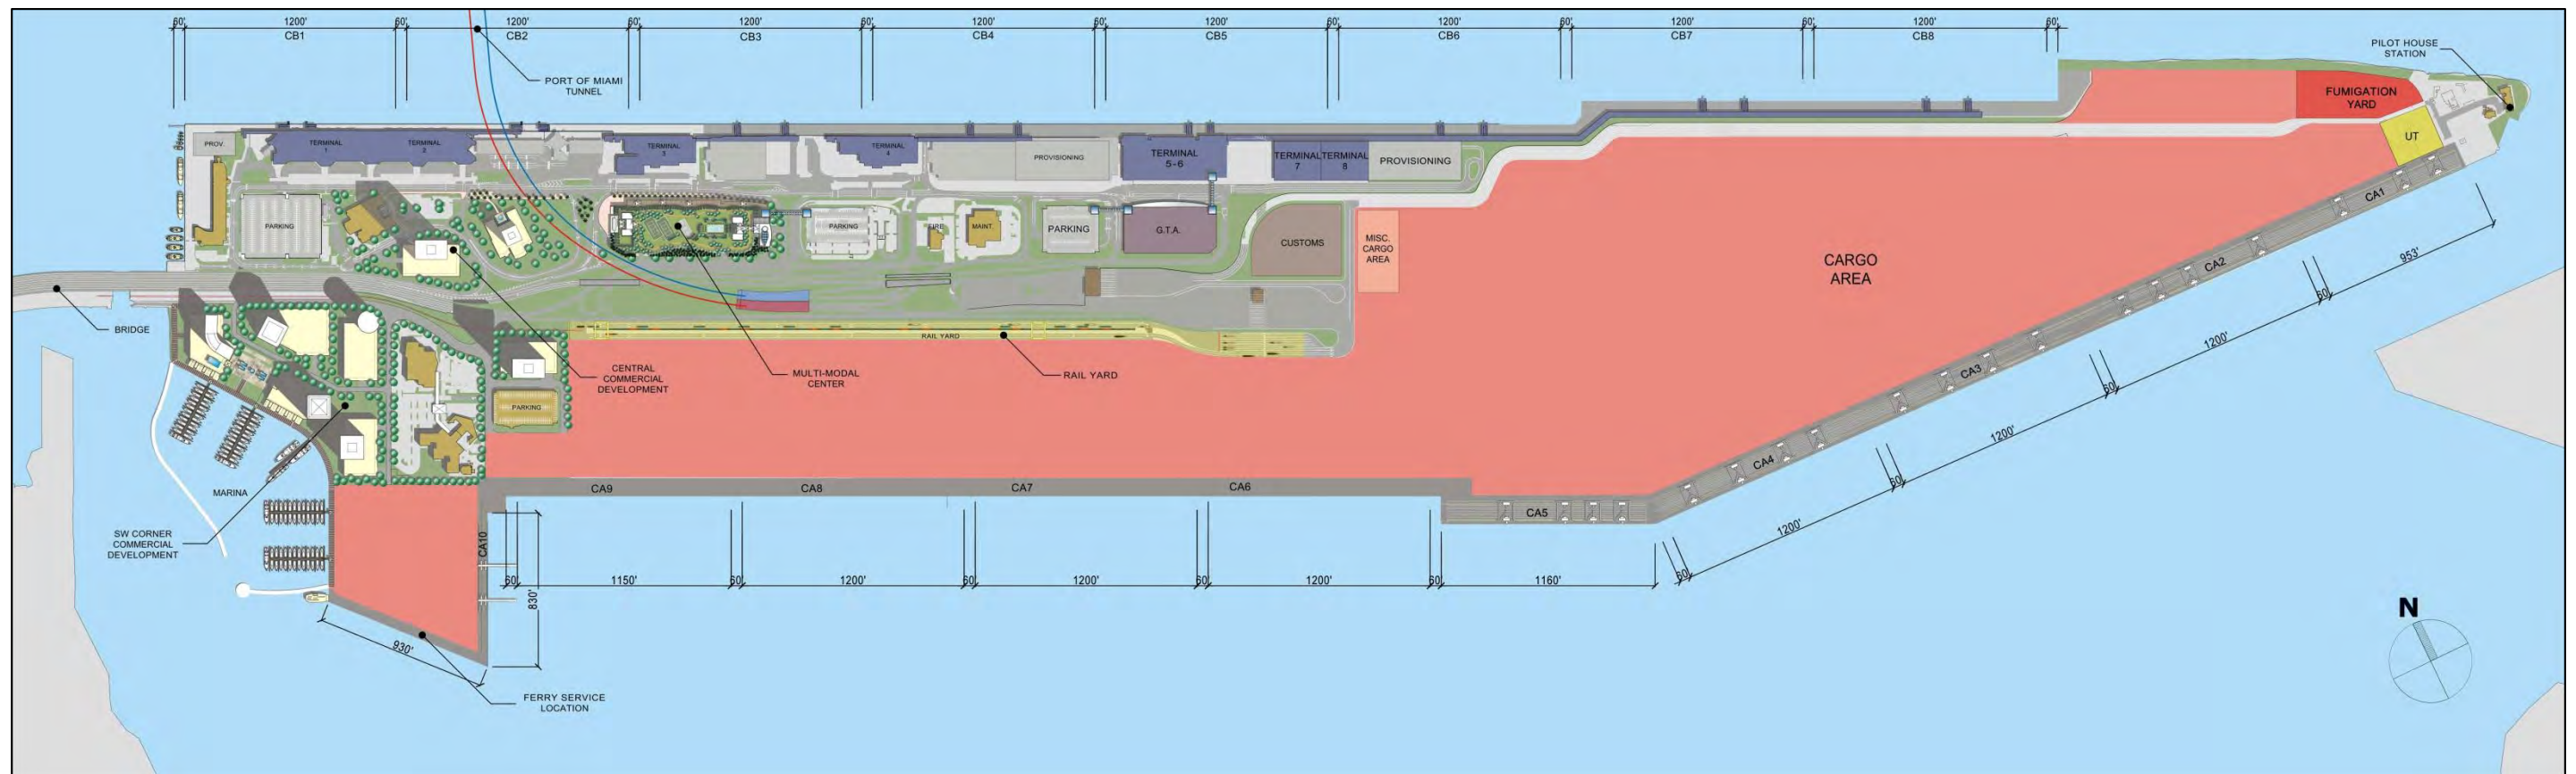 60'
1200'
60'
1200'
60'
1200'
60'
1200'
60'
1200'
60'
1200'
60'
1200'
60'
1200'
60'
CB1
CB2
CB3
CB4
CB5
CB6
CB7
CB8
PILOT HOUSE
STATION
PORT OF MIAMI
TUNNEL
FUMIGATION
YARD
UT
PROV.
TERMINAL
1
TERMINAL
2
TERMINAL
3
TERMINAL
4
PROVISIONING
TERMINAL
5-6
TERMINAL
7
TERMINAL
8
PROVISIONING
PARKING
PARKING
FIRE
MAINT.
PARKING
G.T.A.
CUSTOMS
MISC.
CARGO
AREA
CARGO
AREA
CA1
CA2
CA3
CA4
953'
60'
1200'
60'
1200'
60'
1200'
60'
BRIDGE
RAIL YARD
CENTRAL
COMMERCIAL
DEVELOPMENT
MULTI-MODAL
CENTER
RAIL YARD
PARKING
MARINA
SW CORNER
COMMERCIAL
DEVELOPMENT
CA9
CA8
CA7
CA6
CA5
CA10
60'
1150'
60'
1200'
60'
1200'
60'
1200'
60'
1160'
830'
930'
FERRY SERVICE
LOCATION
N